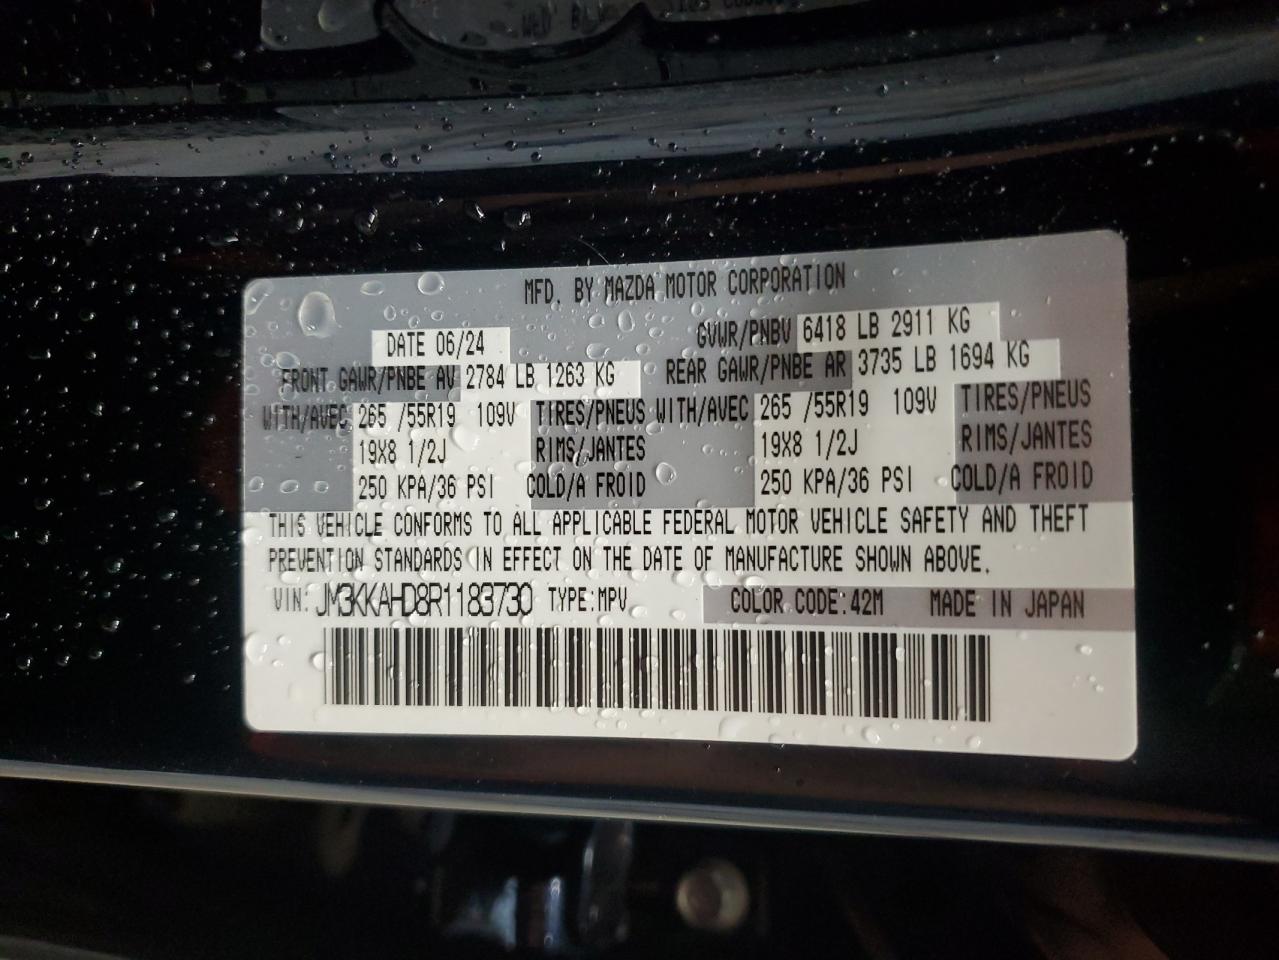 MFD. BY MAZDA MOTOR CORPORATION
DATE 06/24 GVWR/PNBV 6418 LB 2911 KG
FRONT GAWR/PNBE AV 2784 LB 1263 KG REAR GAWR/PNBE AR 3735 LB 1694 KG
WITH/AVEC 265 /55R19 109V TIRES/PNEUS WITH/AVEC 265 /55R19 109V TIRES/PNEUS
19X8 1/2J RIMS/JANTES 19X8 1/2J RIMS/JANTES
250 KPA/36 PSI COLD/A FROID 250 KPA/36 PSI COLD/A FROID
THIS VEHICLE CONFORMS TO ALL APPLICABLE FEDERAL MOTOR VEHICLE SAFETY AND THEFT
PREVENTION STANDARDS IN EFFECT ON THE DATE OF MANUFACTURE SHOWN ABOVE.
VIN: JM3KKAHD8R1183730 TYPE:MPV COLOR CODE:42M MADE IN JAPAN